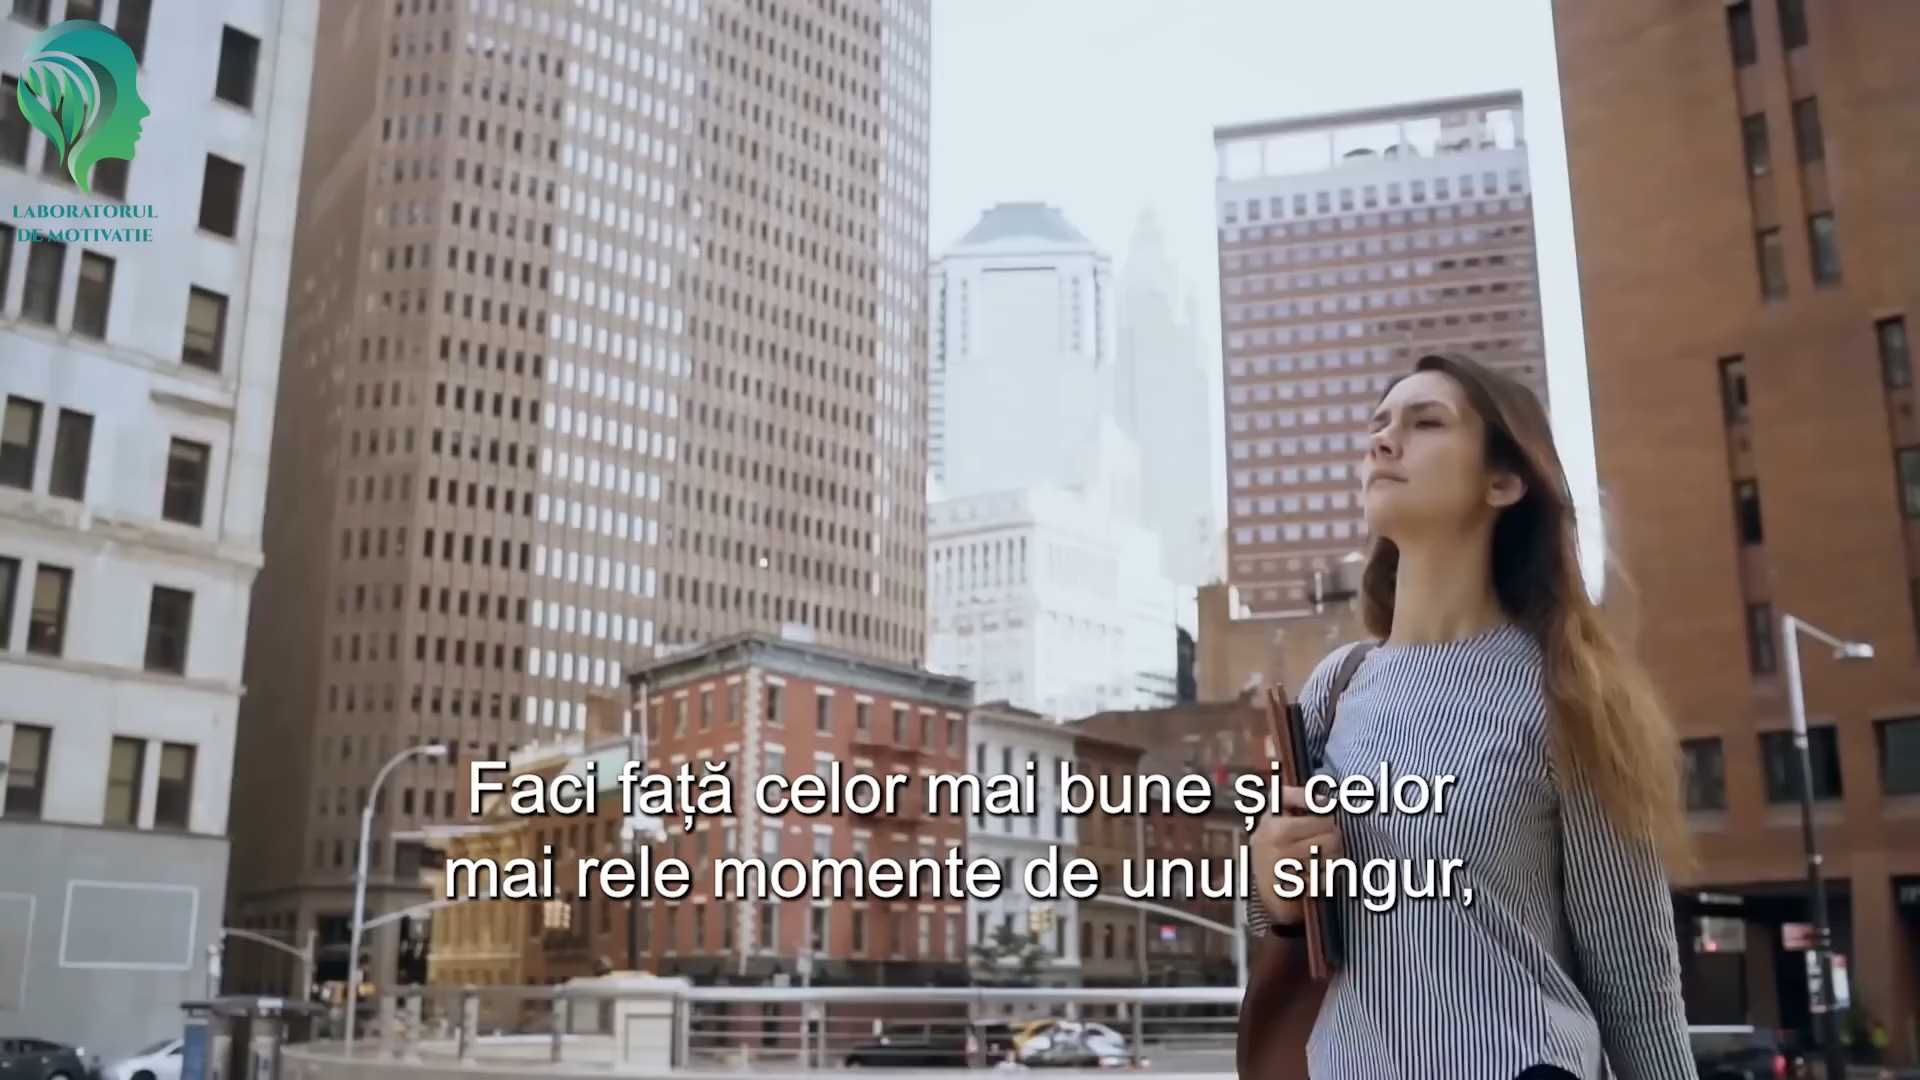 LABORATORUL
DE MOTIVATIE
Faci față celor mai bune și celor
mai rele momente de unul singur,